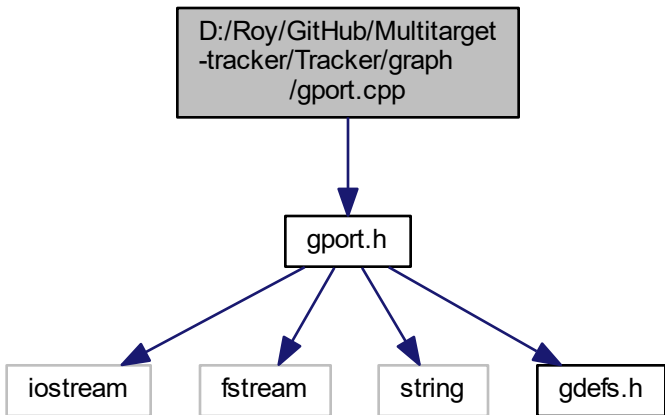 D:/Roy/GitHub/Multitarget
-tracker/Tracker/graph
/gport.cpp
gport.h
iostream
fstream
string
gdefs.h